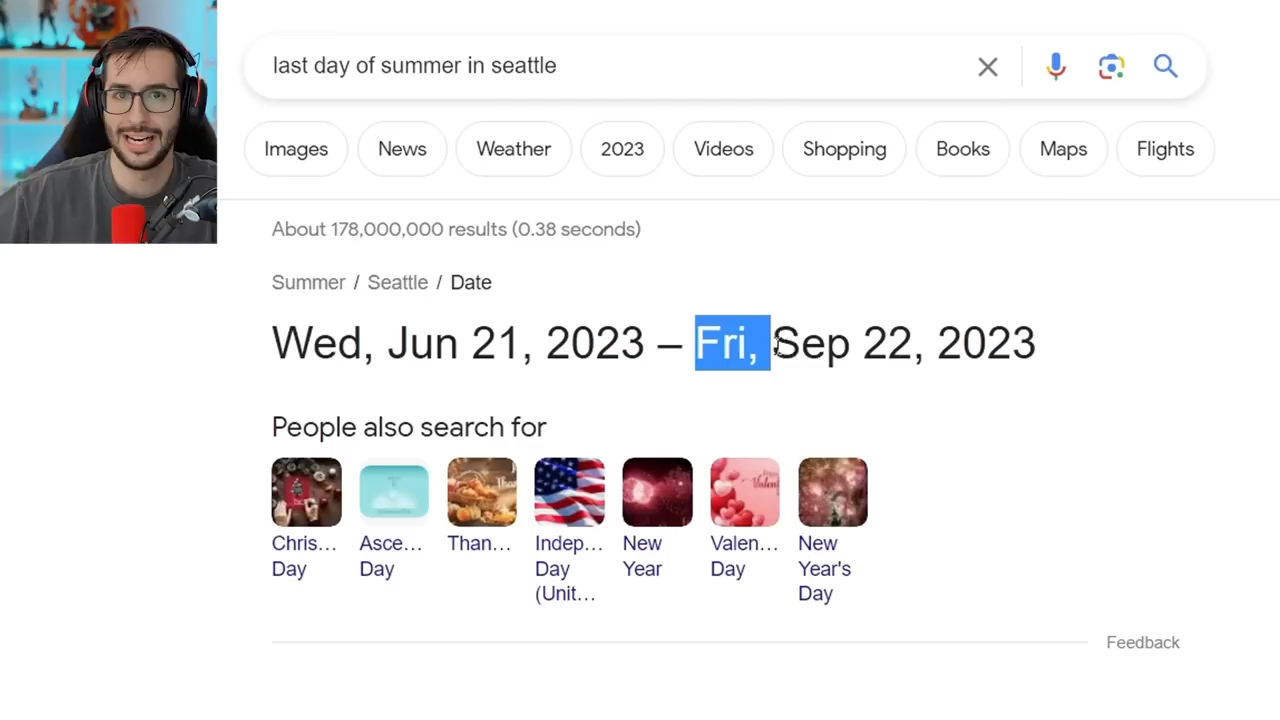 last day of summer in seattle
Images News Weather 2023 Videos Shopping Books Maps Flights
About 178,000,000 results (0.38 seconds)
Summer / Seattle / Date
Wed, Jun 21, 2023 – Fri, Sep 22, 2023
People also search for
Chris… Day
Asce… Day
Than…
Indep… Day (Unit…
New Year
Valen… Day
New Year's Day
Feedback